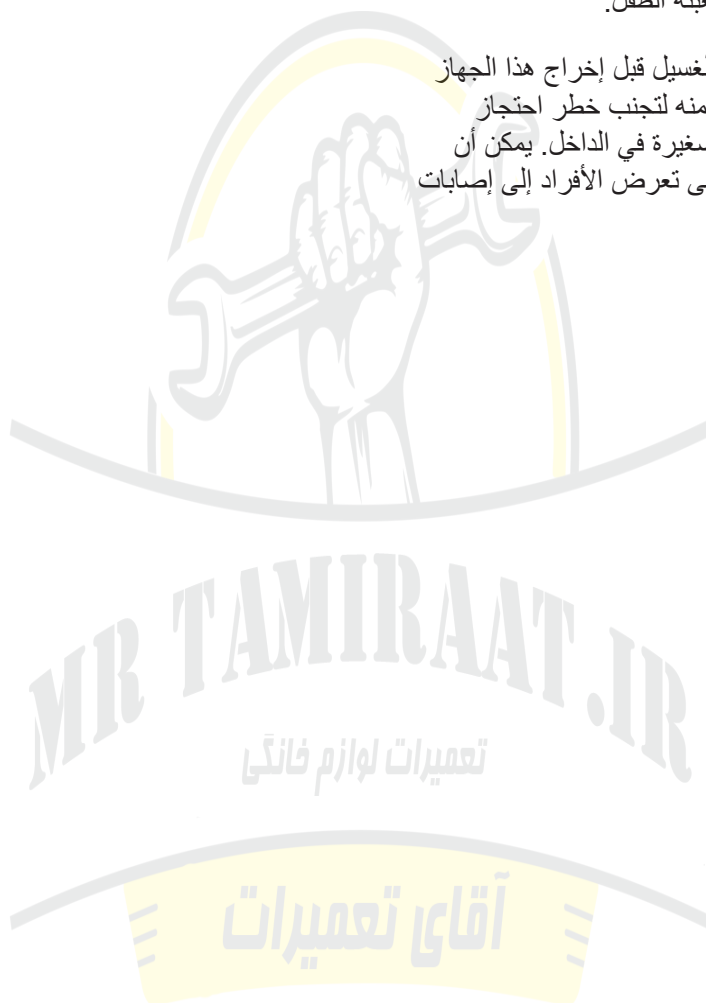 لغسيل قبل إخراج هذا الجهاز
منه لتجنب خطر احتجاز
صغيرة في الداخل. يمكن أن
ى تعرض الأفراد إلى إصابات
MR TAMIRAAT.IR
تعمیرات لوازم خانگی
آقای تعمیرات